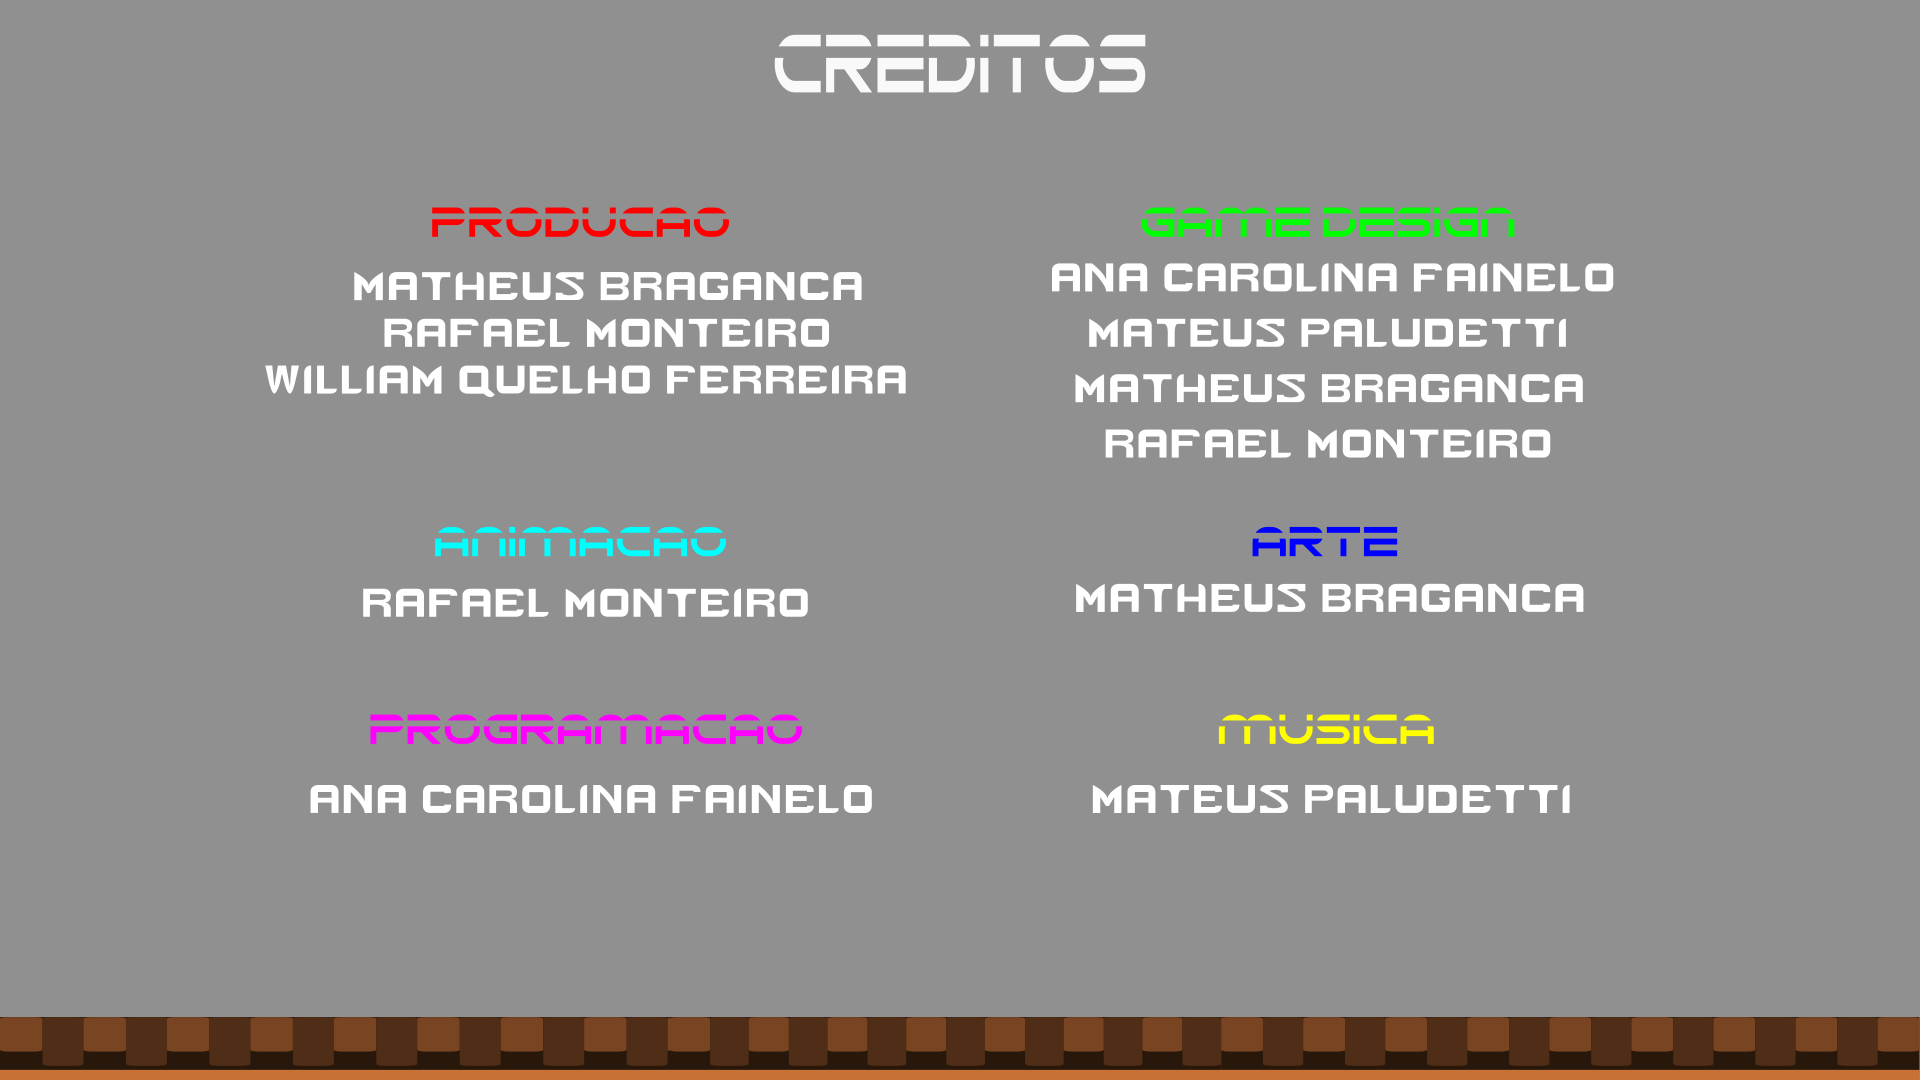 CREDITOS
PRODUCAO
MATHEUS BRAGANCA
RAFAEL MONTEIRO
WILLIAM QUELHO FERREIRA
GAME DESIGN
ANA CAROLINA FAINELO
MATEUS PALUDETTI
MATHEUS BRAGANCA
RAFAEL MONTEIRO
ANIMACAO
RAFAEL MONTEIRO
ARTE
MATHEUS BRAGANCA
PROGRAMACAO
ANA CAROLINA FAINELO
MUSICA
MATEUS PALUDETTI